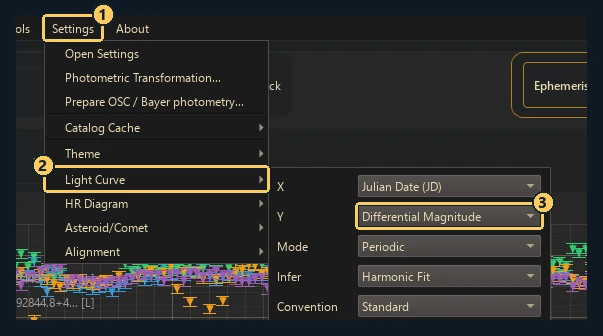 1
ols Settings About
Open Settings
Photometric Transformation...
Prepare OSC / Bayer photometry...
ck
Ephemeris
Catalog Cache
Theme
2
Light Curve
HR Diagram
Asteroid/Comet
Alignment
X Julian Date (JD)
3
Y Differential Magnitude
Mode Periodic
Infer Harmonic Fit
Convention Standard
92844.8+4... [L]